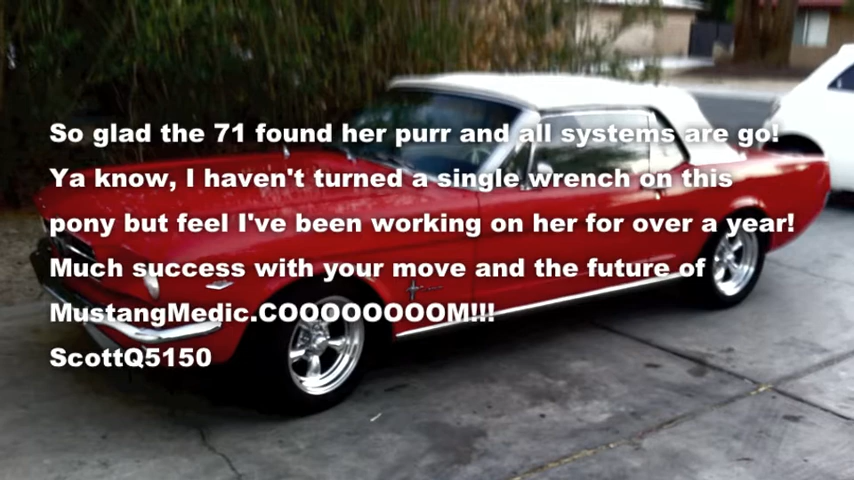 So glad the 71 found her purr and all systems are go!
Ya know, I haven't turned a single wrench on this
pony but feel I've been working on her for over a year!
Much success with your move and the future of
MustangMedic.COOOOOOOOM!!!
ScottQ5150